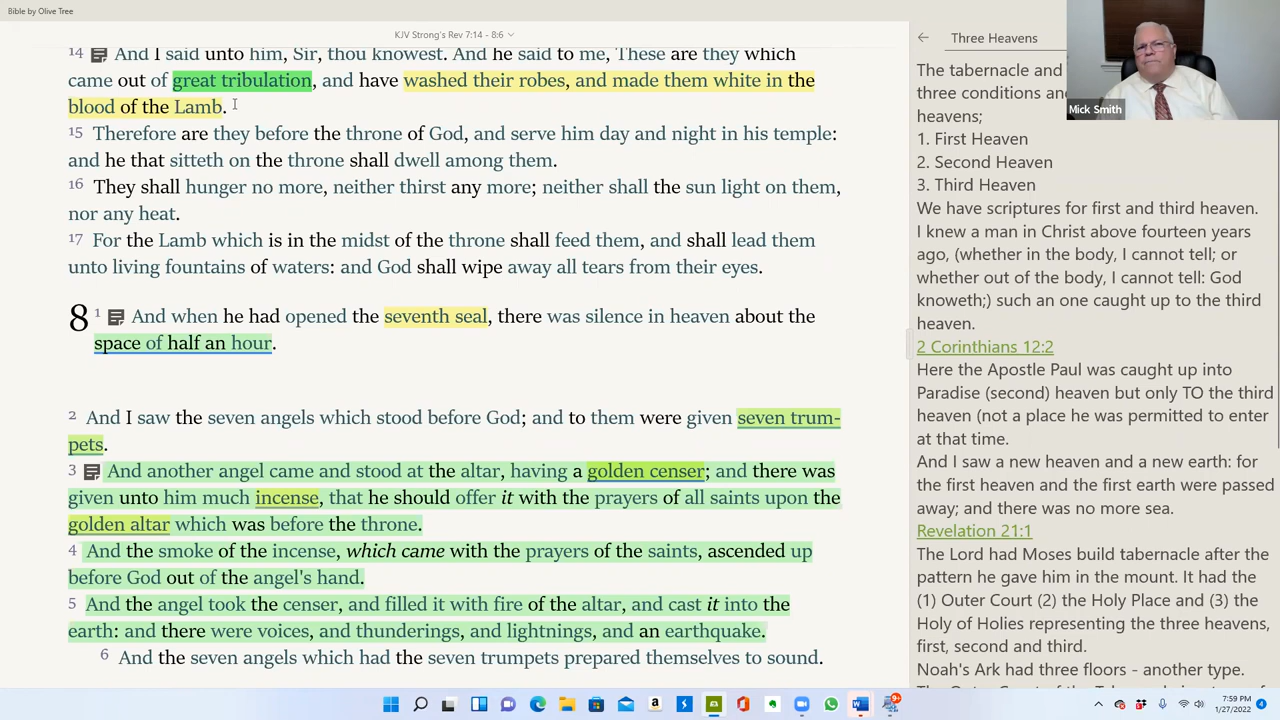 Bible by Olive Tree
KJV Strong's Rev 7:14 - 8:6
14 And I said unto him, Sir, thou knowest. And he said to me, These are they which
came out of great tribulation, and have washed their robes, and made them white in the
blood of the Lamb.
15 Therefore are they before the throne of God, and serve him day and night in his temple:
and he that sitteth on the throne shall dwell among them.
16 They shall hunger no more, neither thirst any more; neither shall the sun light on them,
nor any heat.
17 For the Lamb which is in the midst of the throne shall feed them, and shall lead them
unto living fountains of waters: and God shall wipe away all tears from their eyes.
8 1 And when he had opened the seventh seal, there was silence in heaven about the
space of half an hour.
2 And I saw the seven angels which stood before God; and to them were given seven trum-
pets.
3 And another angel came and stood at the altar, having a golden censer; and there was
given unto him much incense, that he should offer it with the prayers of all saints upon the
golden altar which was before the throne.
4 And the smoke of the incense, which came with the prayers of the saints, ascended up
before God out of the angel's hand.
5 And the angel took the censer, and filled it with fire of the altar, and cast it into the
earth: and there were voices, and thunderings, and lightnings, and an earthquake.
6 And the seven angels which had the seven trumpets prepared themselves to sound.
Three Heavens
The tabernacle and
three conditions and
heavens;
1. First Heaven
2. Second Heaven
3. Third Heaven
We have scriptures for first and third heaven.
I knew a man in Christ above fourteen years
ago, (whether in the body, I cannot tell; or
whether out of the body, I cannot tell: God
knoweth;) such an one caught up to the third
heaven.
2 Corinthians 12:2
Here the Apostle Paul was caught up into
Paradise (second) heaven but only TO the third
heaven (not a place he was permitted to enter
at that time.
And I saw a new heaven and a new earth: for
the first heaven and the first earth were passed
away; and there was no more sea.
Revelation 21:1
The Lord had Moses build tabernacle after the
pattern he gave him in the mount. It had the
(1) Outer Court (2) the Holy Place and (3) the
Holy of Holies representing the three heavens,
first, second and third.
Noah's Ark had three floors - another type.
Mick Smith
7:59 PM
1/27/2022